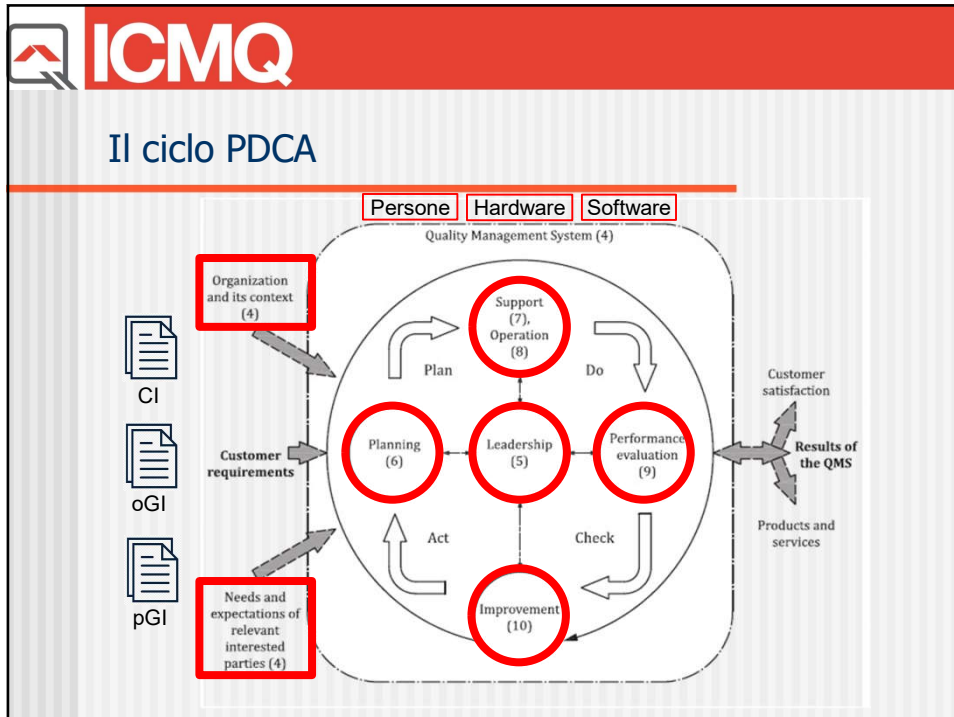 ICMQ
Il ciclo PDCA
Persone Hardware Software
Quality Management System (4)
Organization
and its context
(4)
Support
(7),
Operation
(8)
Plan
Do
CI
Customer
satisfaction
Customer
requirements
Planning
(6)
Leadership
(5)
Performance
evaluation
(9)
Results of
the QMS
oGI
Products and
services
Act
Check
pGI
Needs and
expectations of
relevant
interested
parties (4)
Improvement
(10)